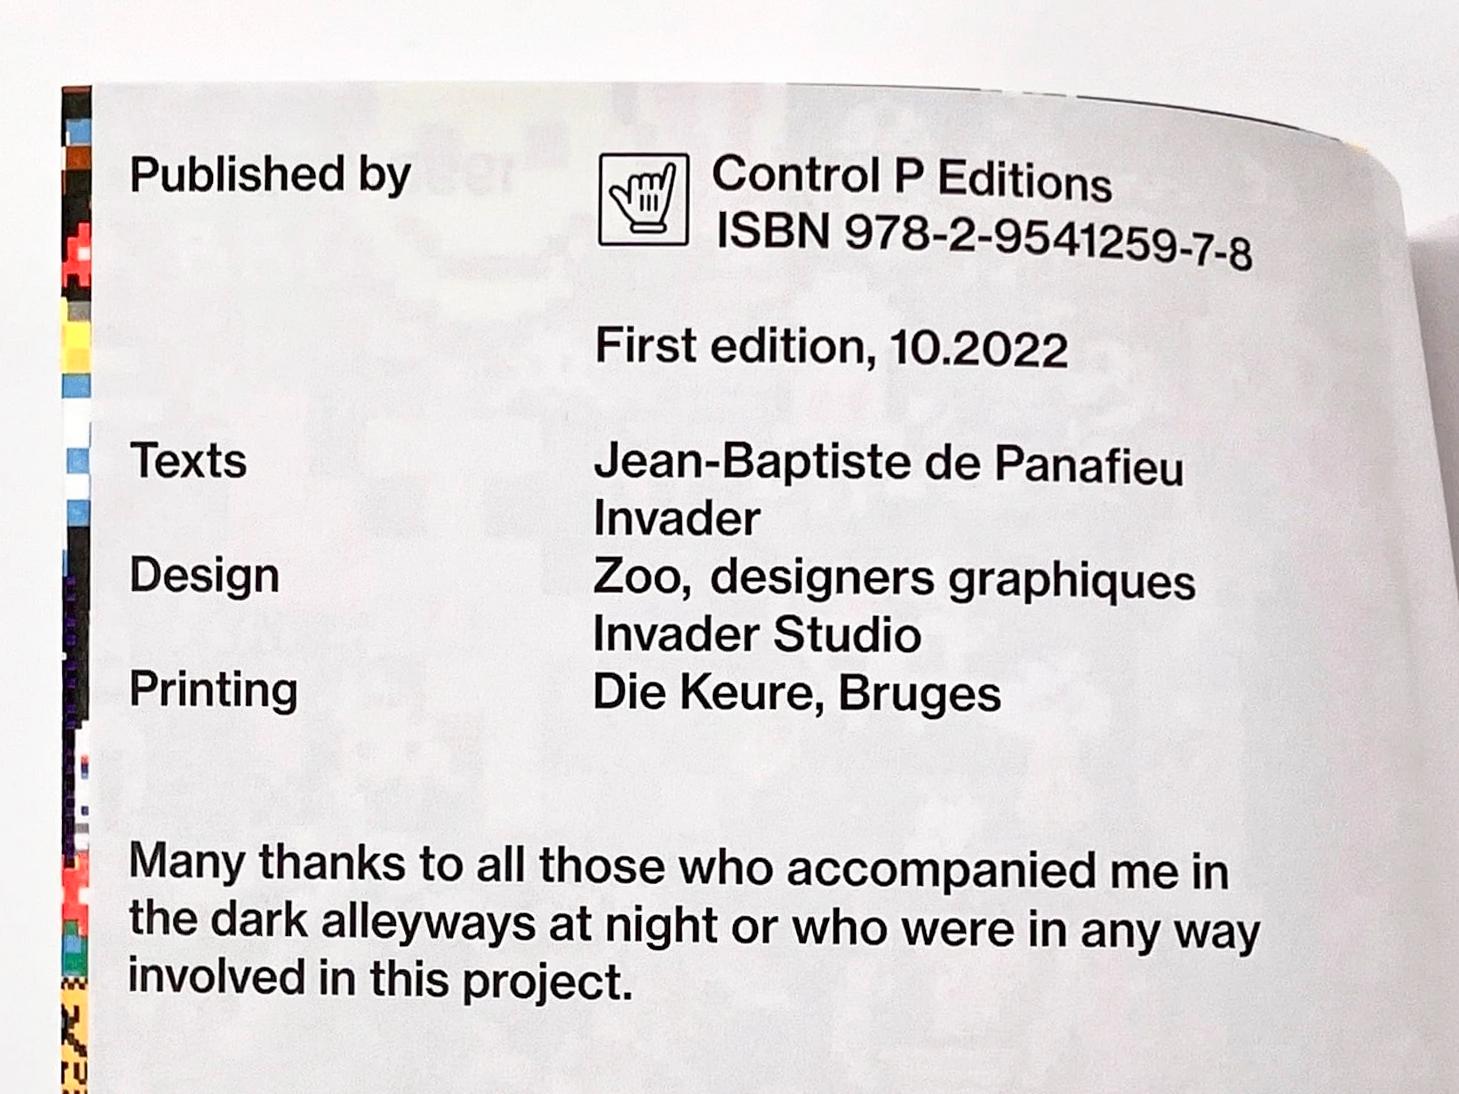 Published by
Control P Editions
ISBN 978-2-9541259-7-8
First edition, 10.2022
Texts
Jean-Baptiste de Panafieu
Invader
Design
Zoo, designers graphiques
Invader Studio
Printing
Die Keure, Bruges
Many thanks to all those who accompanied me in
the dark alleyways at night or who were in any way
involved in this project.